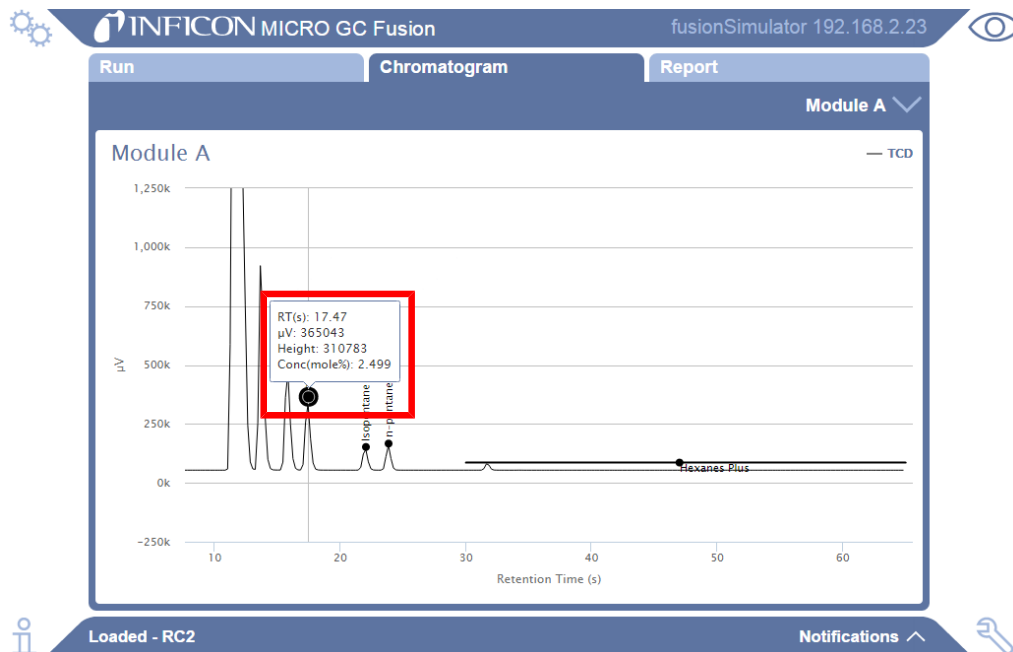 INFICON MICRO GC Fusion
fusionSimulator 192.168.2.23
Run
Chromatogram
Report
Module A
Module A
TCD
1,250k
1,000k
750k
500k
250k
0k
-250k
µV
RT(s): 17.47
µV: 365043
Height: 310783
Conc(mole%): 2.499
Isopentane
n-pentane
Hexanes Plus
10
20
30
40
50
60
Retention Time (s)
Loaded - RC2
Notifications